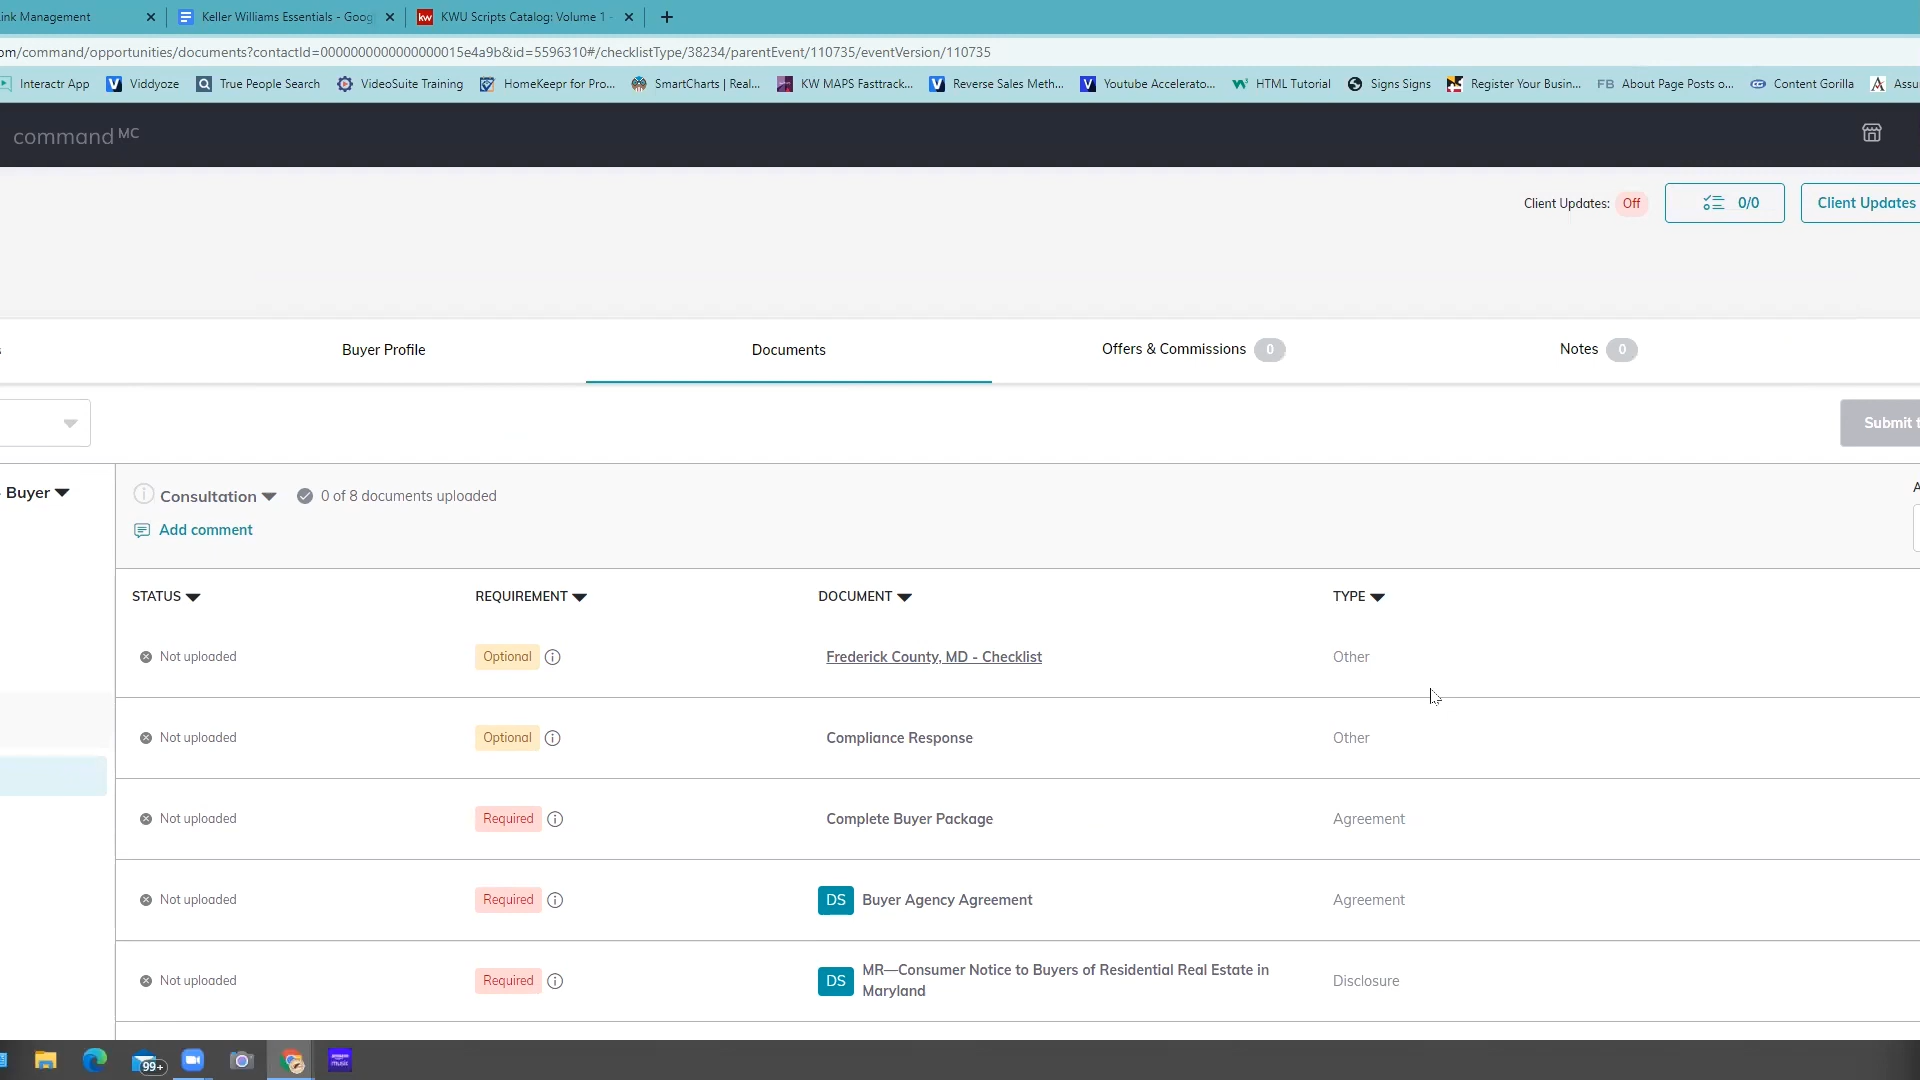 ink Management
Keller Williams Essentials - Goog
kw KWU Scripts Catalog: Volume 1 -
om/command/opportunities/documents?contactId=0000000000000000015e4a9b&id=5596310#/checklistType/38234/parentEvent/110735/eventVersion/110735
Interactr App
Viddyoze
True People Search
VideoSuite Training
HomeKeepr for Pro...
SmartCharts | Real...
KW MAPS Fasttrack...
Reverse Sales Meth...
Youtube Accelerato...
HTML Tutorial
Signs Signs
Register Your Busin...
FB About Page Posts o...
Content Gorilla
Assu
command MC
Client Updates: Off
0/0
Client Updates
Buyer Profile
Documents
Offers & Commissions 0
Notes 0
Submit t
Buyer
Consultation
0 of 8 documents uploaded
Add comment
STATUS REQUIREMENT DOCUMENT TYPE
Not uploaded Optional Frederick County, MD - Checklist Other
Not uploaded Optional Compliance Response Other
Not uploaded Required Complete Buyer Package Agreement
Not uploaded Required DS Buyer Agency Agreement Agreement
Not uploaded Required DS MR—Consumer Notice to Buyers of Residential Real Estate in
Maryland Disclosure
99+